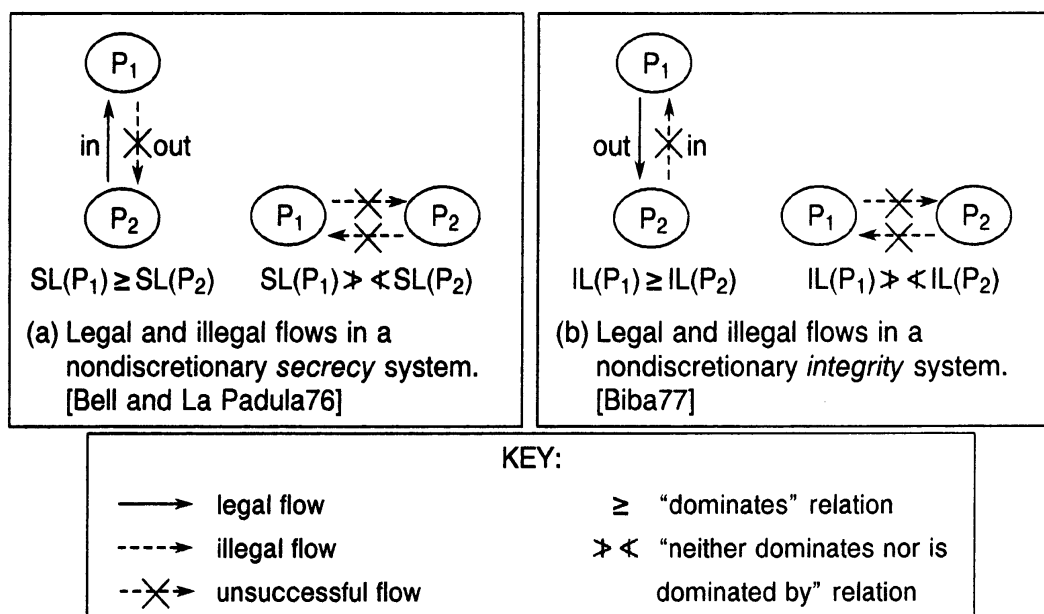 P1
in
out
P2
P1
P2
SL(P1) ≥ SL(P2)
SL(P1) ≯ ≮ SL(P2)
(a) Legal and illegal flows in a
nondiscretionary secrecy system.
[Bell and La Padula76]
P1
out
in
P2
P1
P2
IL(P1) ≥ IL(P2)
IL(P1) ≯ ≮ IL(P2)
(b) Legal and illegal flows in a
nondiscretionary integrity system.
[Biba77]
KEY:
legal flow
illegal flow
unsuccessful flow
≥ "dominates" relation
≯ ≮ "neither dominates nor is
dominated by" relation